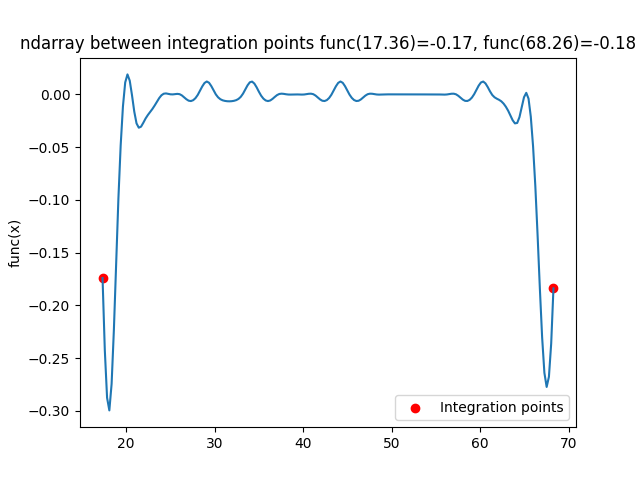 ndarray between integration points func(17.36)=-0.17, func(68.26)=-0.18
0.00
−0.05
−0.10
−0.15
−0.20
−0.25
−0.30
func(x)
Integration points
20 30 40 50 60 70